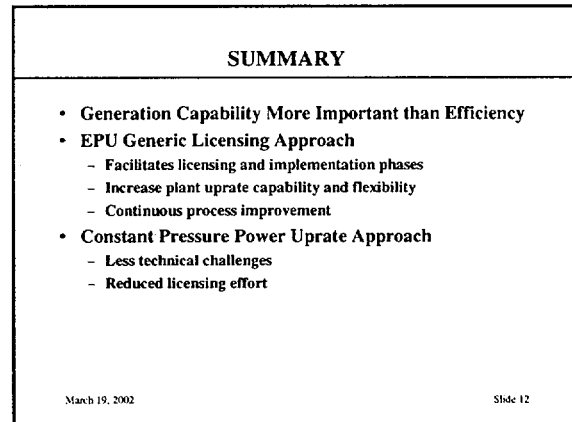 SUMMARY
• Generation Capability More Important than Efficiency
• EPU Generic Licensing Approach
– Facilitates licensing and implementation phases
– Increase plant uprate capability and flexibility
– Continuous process improvement
• Constant Pressure Power Uprate Approach
– Less technical challenges
– Reduced licensing effort
March 19, 2002
Slide 12